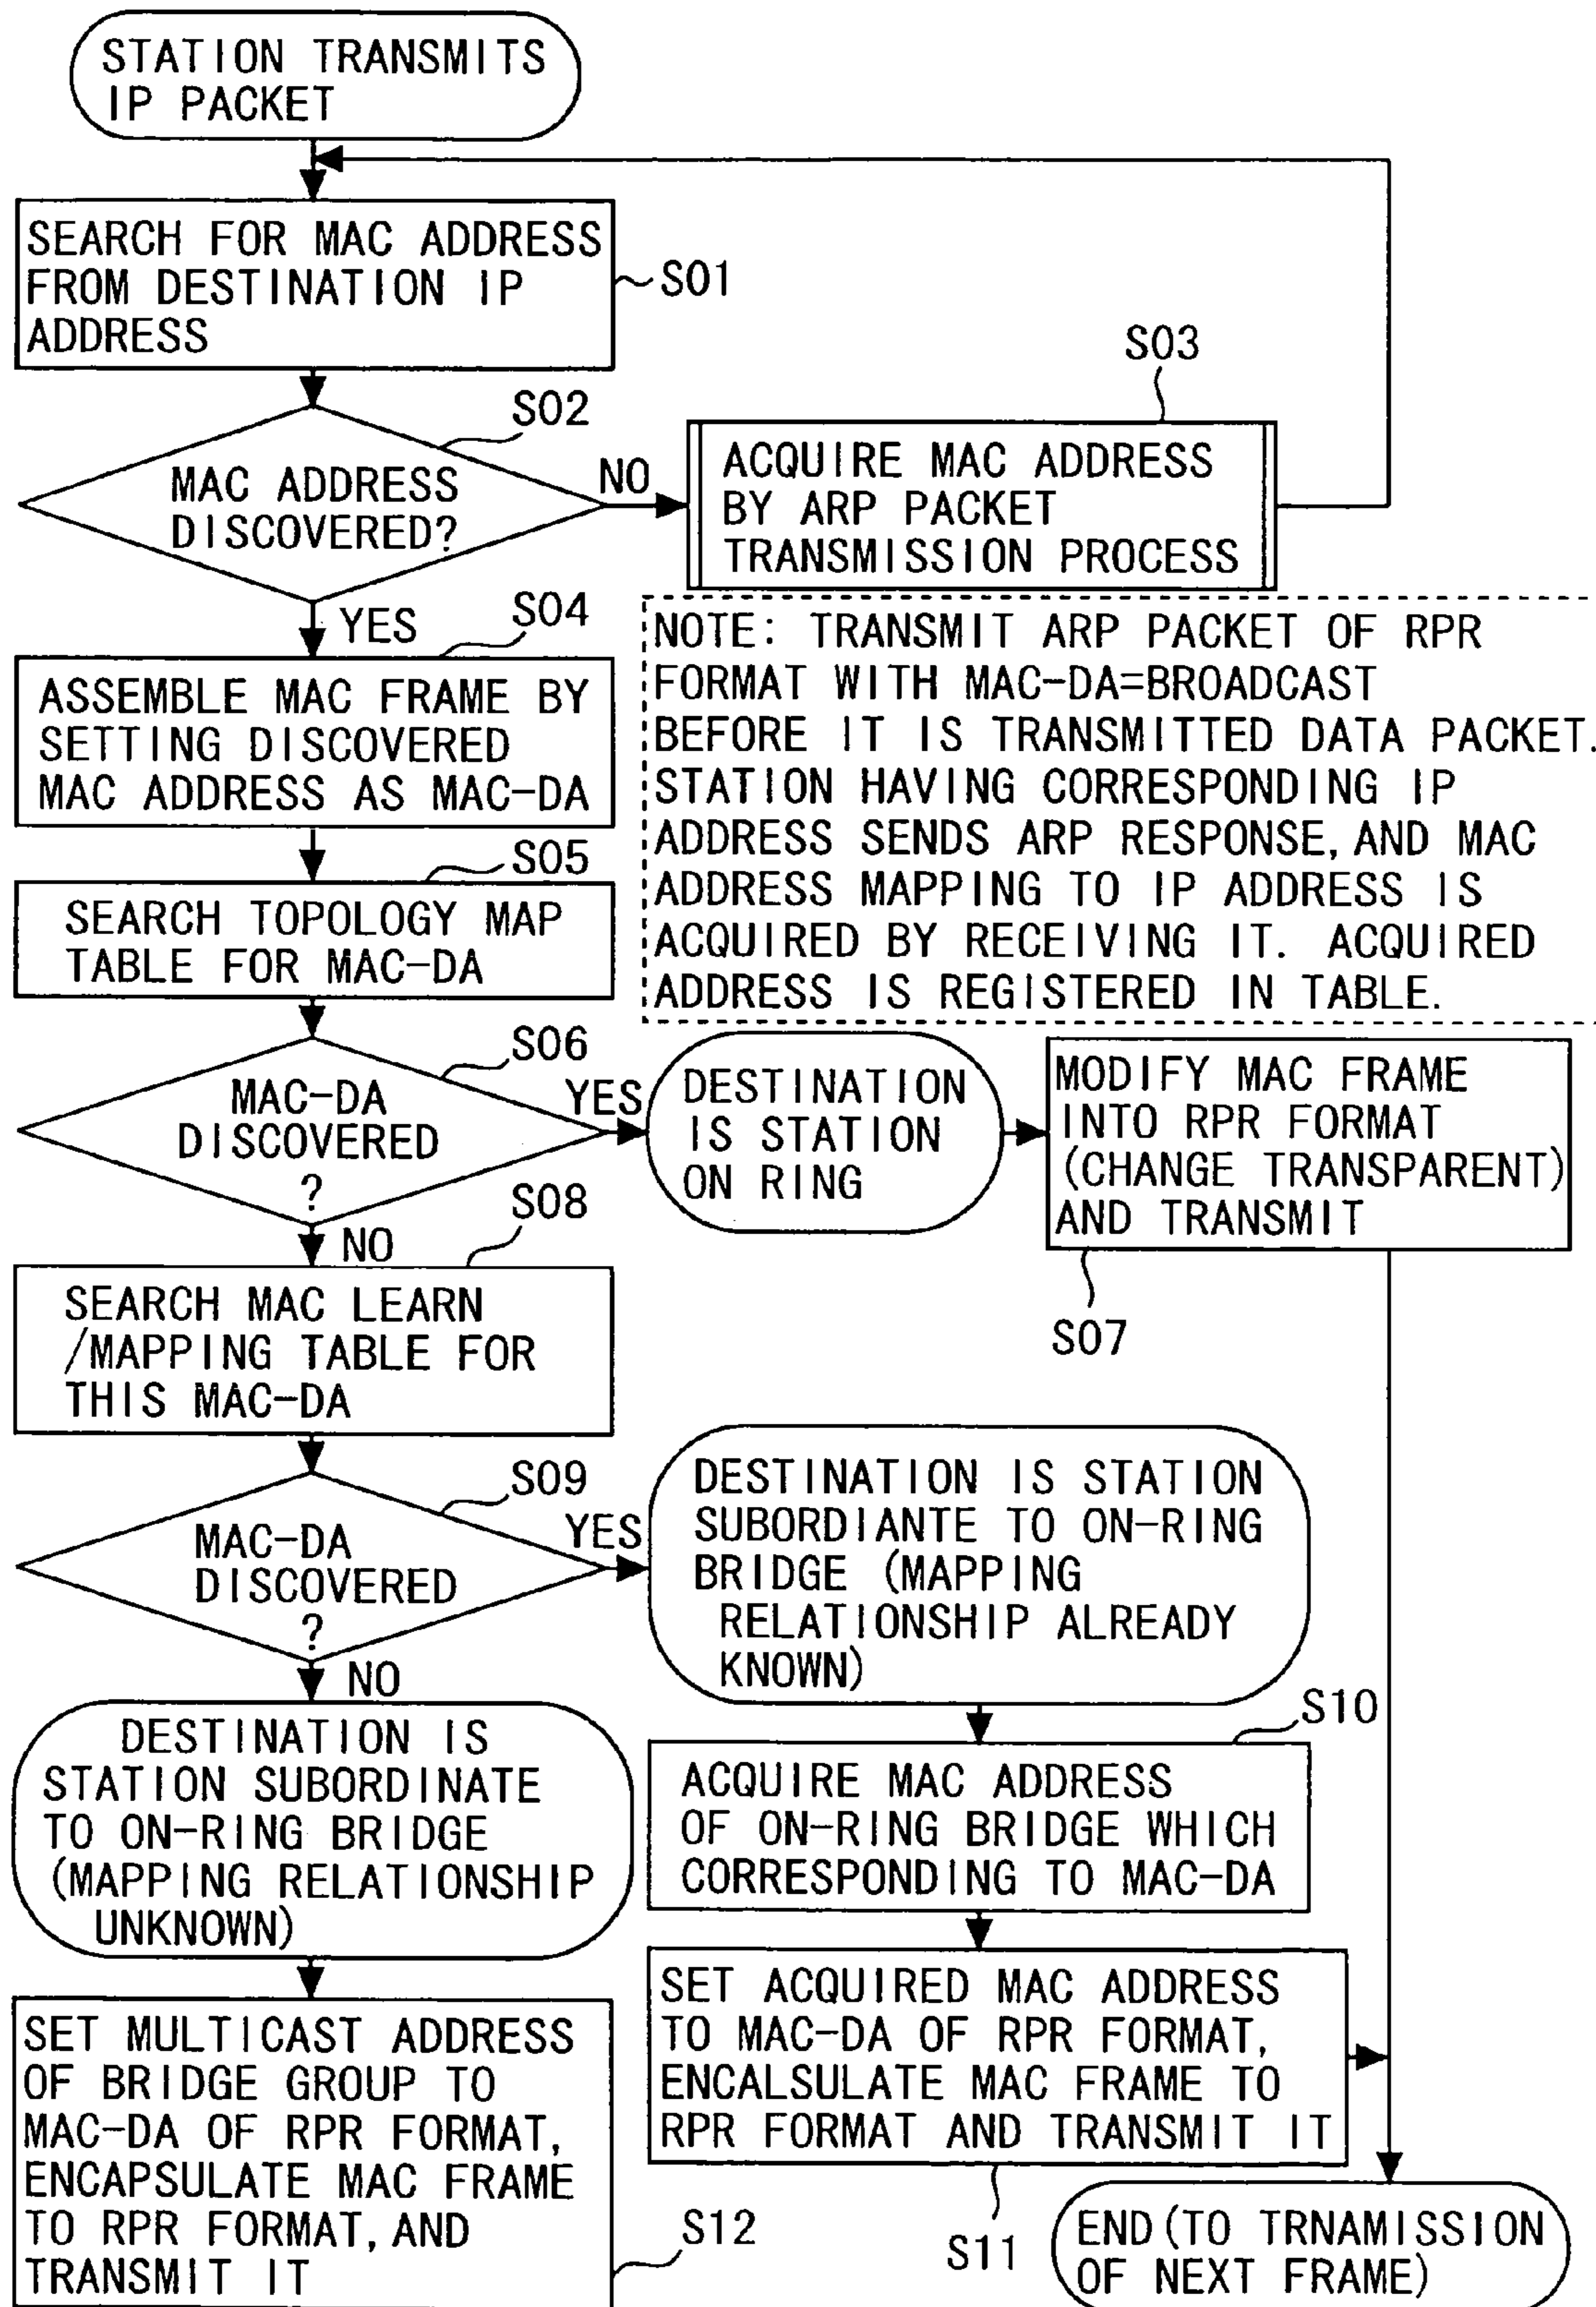 STATION TRANSMITS
IP PACKET
SEARCH FOR MAC ADDRESS
FROM DESTINATION IP
ADDRESS
S01
S02
MAC ADDRESS
DISCOVERED?
NO
S03
ACQUIRE MAC ADDRESS
BY ARP PACKET
TRANSMISSION PROCESS
YES
S04
ASSEMBLE MAC FRAME BY
SETTING DISCOVERED
MAC ADDRESS AS MAC-DA
NOTE: TRANSMIT ARP PACKET OF RPR
FORMAT WITH MAC-DA=BROADCAST
BEFORE IT IS TRANSMITTED DATA PACKET.
STATION HAVING CORRESPONDING IP
ADDRESS SENDS ARP RESPONSE, AND MAC
ADDRESS MAPPING TO IP ADDRESS IS
ACQUIRED BY RECEIVING IT. ACQUIRED
ADDRESS IS REGISTERED IN TABLE.
S05
SEARCH TOPOLOGY MAP
TABLE FOR MAC-DA
S06
MAC-DA
DISCOVERED
?
YES
DESTINATION
IS STATION
ON RING
MODIFY MAC FRAME
INTO RPR FORMAT
(CHANGE TRANSPARENT)
AND TRANSMIT
S07
NO
S08
SEARCH MAC LEARN
/MAPPING TABLE FOR
THIS MAC-DA
S09
MAC-DA
DISCOVERED
?
YES
DESTINATION IS STATION
SUBORDIANTE TO ON-RING
BRIDGE (MAPPING
RELATIONSHIP ALREADY
KNOWN)
NO
DESTINATION IS
STATION SUBORDINATE
TO ON-RING BRIDGE
(MAPPING RELATIONSHIP
UNKNOWN)
S10
ACQUIRE MAC ADDRESS
OF ON-RING BRIDGE WHICH
CORRESPONDING TO MAC-DA
SET ACQUIRED MAC ADDRESS
TO MAC-DA OF RPR FORMAT,
ENCALSULATE MAC FRAME TO
RPR FORMAT AND TRANSMIT IT
S11
SET MULTICAST ADDRESS
OF BRIDGE GROUP TO
MAC-DA OF RPR FORMAT,
ENCAPSULATE MAC FRAME
TO RPR FORMAT, AND
TRANSMIT IT
S12
END(TO TRNAMISSION
OF NEXT FRAME)